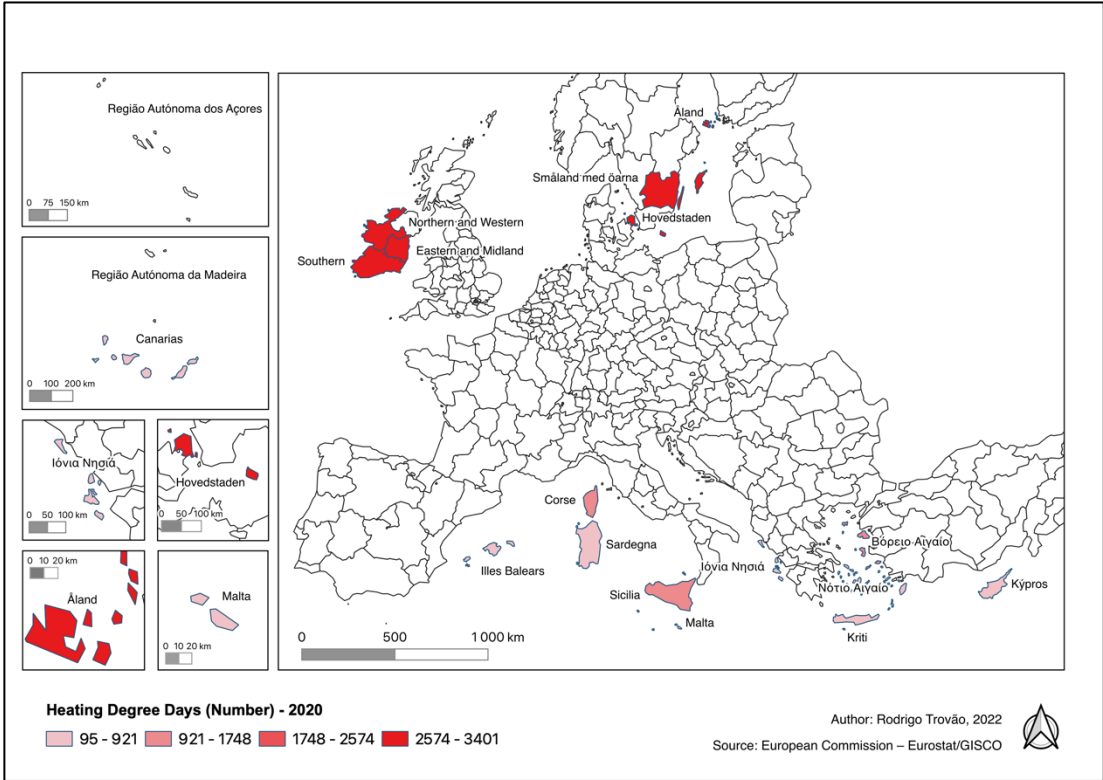 Região Autónoma dos Açores
0 75 150 km
Região Autónoma da Madeira
Canarias
0 100 200 km
Ιόνια Νησιά
0 50 100 km
Hovedstaden
0 50 100 km
0 10 20 km
Åland
Malta
0 10 20 km
Åland
Småland med öarna
Hovedstaden
Northern and Western
Eastern and Midland
Southern
Corse
Sardegna
Illes Balears
Sicilia
Malta
Ιόνια Νησιά
Βόρειο Αιγαίο
Νότιο Αιγαίο
Kýpros
Kriti
0 500 1000 km
Heating Degree Days (Number) - 2020
95 - 921 921 - 1748 1748 - 2574 2574 - 3401
Author: Rodrigo Trovão, 2022
Source: European Commission – Eurostat/GISCO